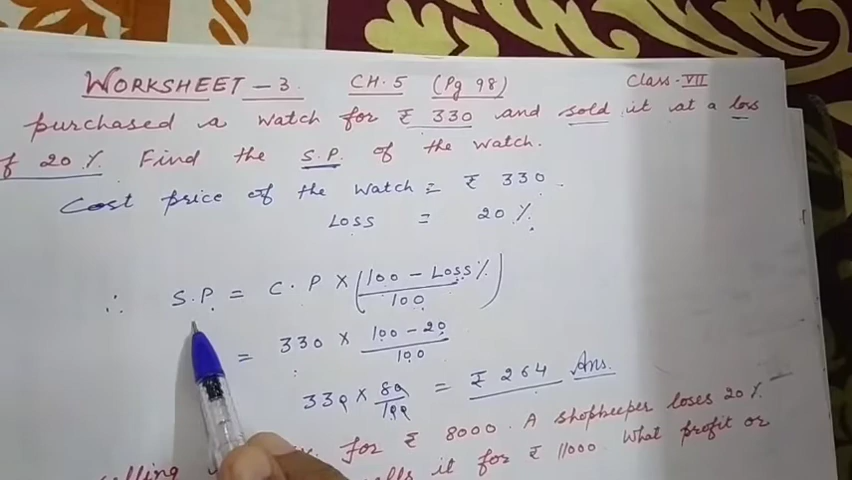 WORKSHEET - 3 CH.5 (Pg 98) Class-VII
purchased a watch for ₹ 330 and sold it at a loss
f 20 %. Find the S.P. of the watch.
Cost price of the watch = ₹ 330.
Loss = 20 %.
∴ S.P. = C.P × (100 - Loss% / 100)
= 330 × 100 - 20 / 100
330 × 80 / 100 = ₹ 264 Ans.
for ₹ 8000. A shopkeeper loses 20 %
selling it for ₹ 11000. What profit or